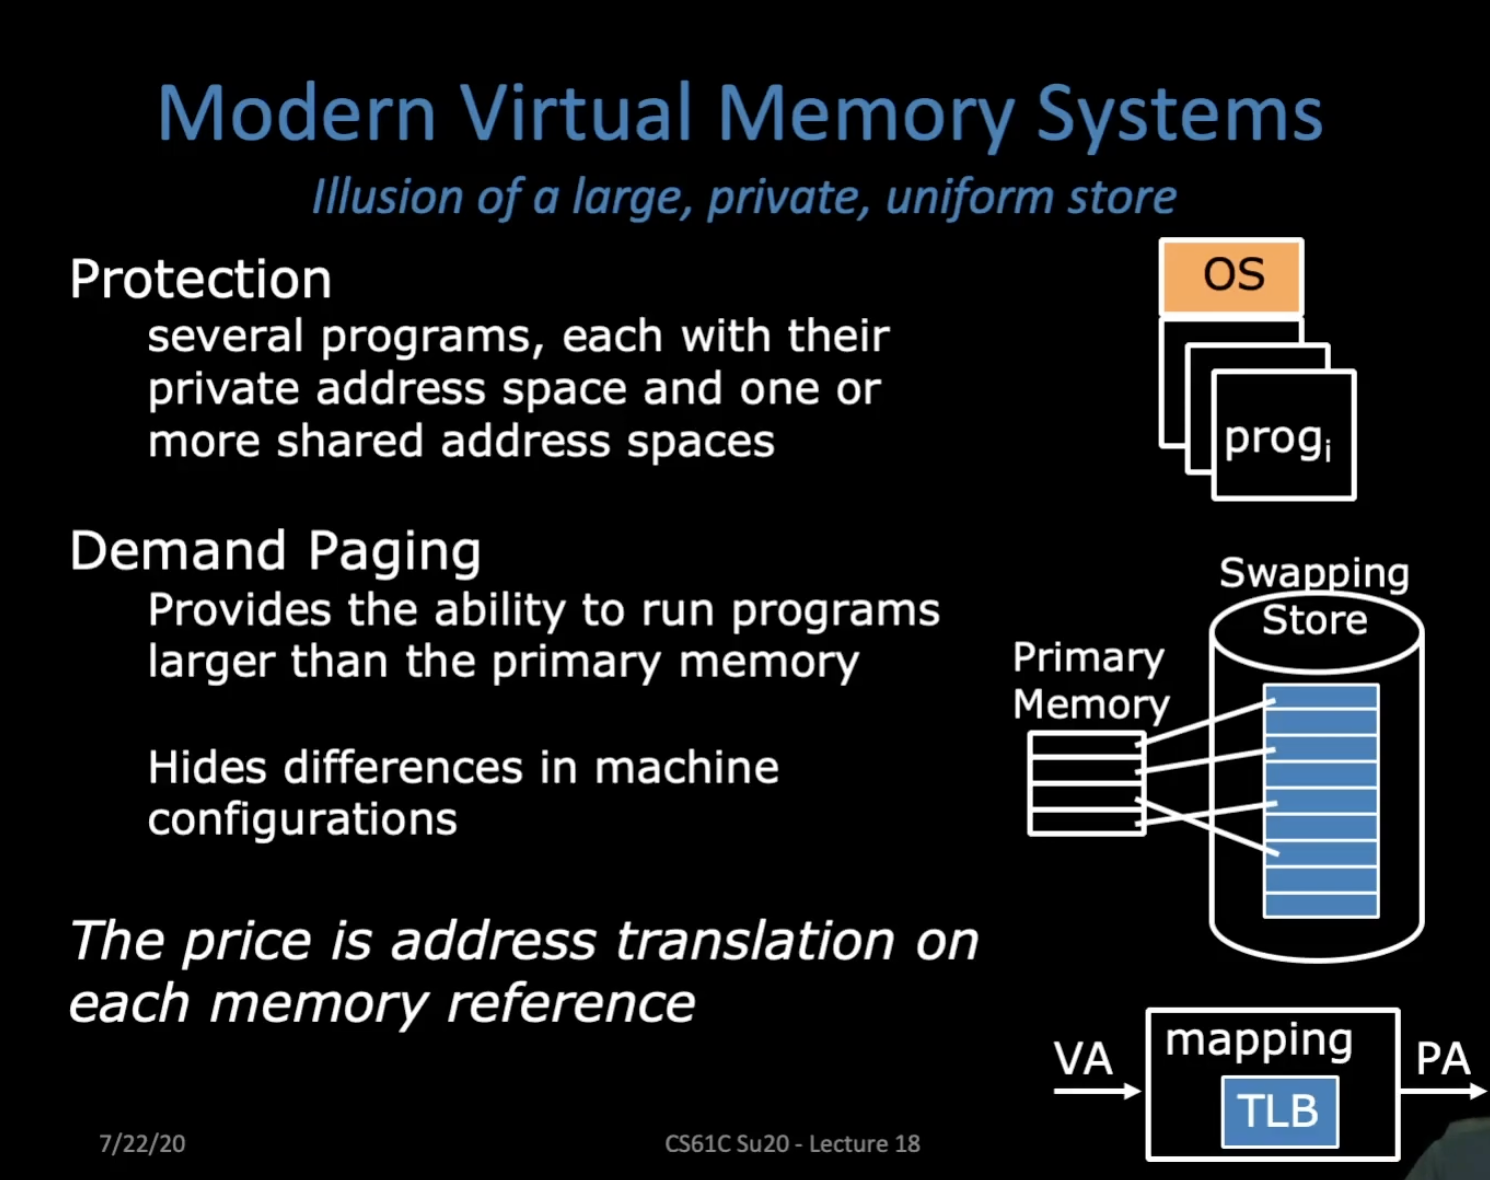 Modern Virtual Memory Systems
Illusion of a large, private, uniform store
Protection
several programs, each with their
private address space and one or
more shared address spaces
OS
progi
Demand Paging
Provides the ability to run programs
larger than the primary memory
Hides differences in machine
configurations
Swapping
Store
Primary
Memory
The price is address translation on
each memory reference
VA
mapping
TLB
PA
7/22/20
CS61C Su20 - Lecture 18